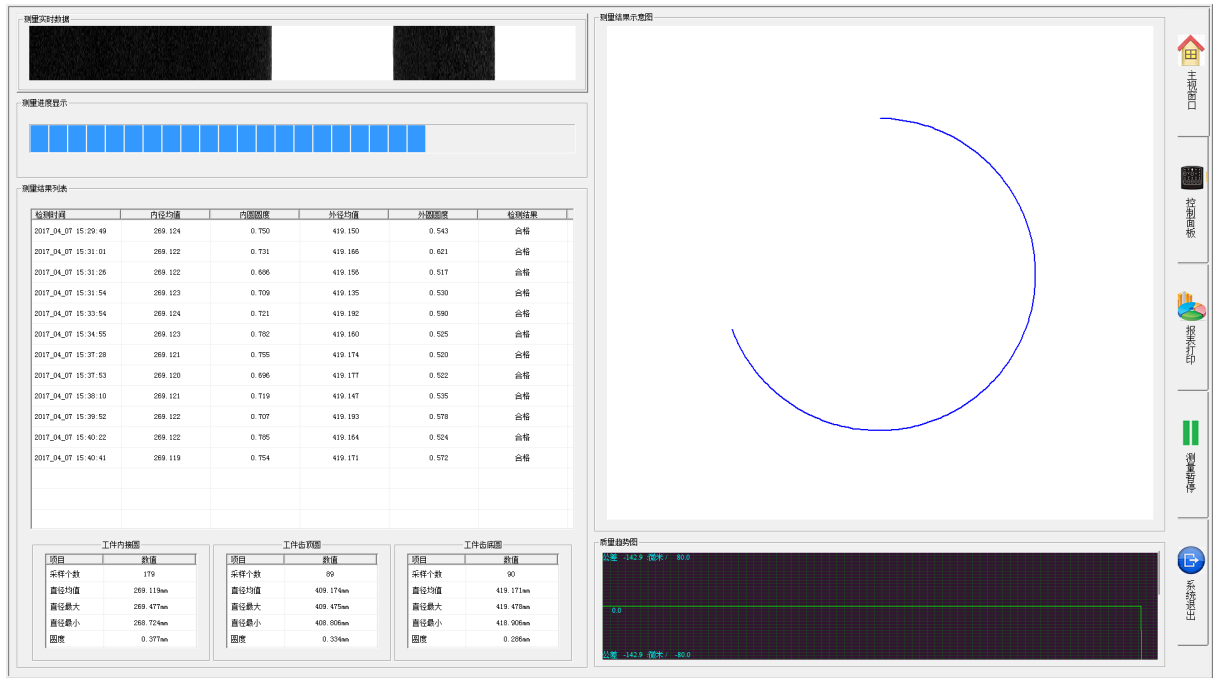 测量实时数据
测量进度显示
测量结果列表
检测时间 内径均值 内圆圆度 外径均值 外圆圆度 检测结果
2017_04_07 15:29:49 269.124 0.750 419.150 0.543 合格
2017_04_07 15:31:01 269.122 0.731 419.166 0.621 合格
2017_04_07 15:31:26 269.122 0.686 419.156 0.517 合格
2017_04_07 15:31:54 269.123 0.709 419.135 0.530 合格
2017_04_07 15:33:54 269.124 0.721 419.192 0.590 合格
2017_04_07 15:34:55 269.123 0.782 419.160 0.525 合格
2017_04_07 15:37:28 269.121 0.755 419.174 0.520 合格
2017_04_07 15:37:53 269.120 0.696 419.177 0.522 合格
2017_04_07 15:38:10 269.121 0.719 419.147 0.535 合格
2017_04_07 15:39:52 269.122 0.707 419.193 0.578 合格
2017_04_07 15:40:22 269.122 0.785 419.164 0.524 合格
2017_04_07 15:40:41 269.119 0.754 419.171 0.572 合格
工件内接圆
项目 数值
采样个数 179
直径均值 269.119mm
直径最大 269.477mm
直径最小 268.724mm
圆度 0.377mm
工件齿顶圆
项目 数值
采样个数 89
直径均值 409.174mm
直径最大 409.475mm
直径最小 408.806mm
圆度 0.334mm
工件齿底圆
项目 数值
采样个数 90
直径均值 419.171mm
直径最大 419.478mm
直径最小 418.906mm
圆度 0.286mm
测量结果示意图
质量趋势图
公差 -142.9 微米 / 80.0
0.0
公差 -142.9 微米 / -80.0
主视窗口
控制面板
报表打印
测量暂停
系统退出